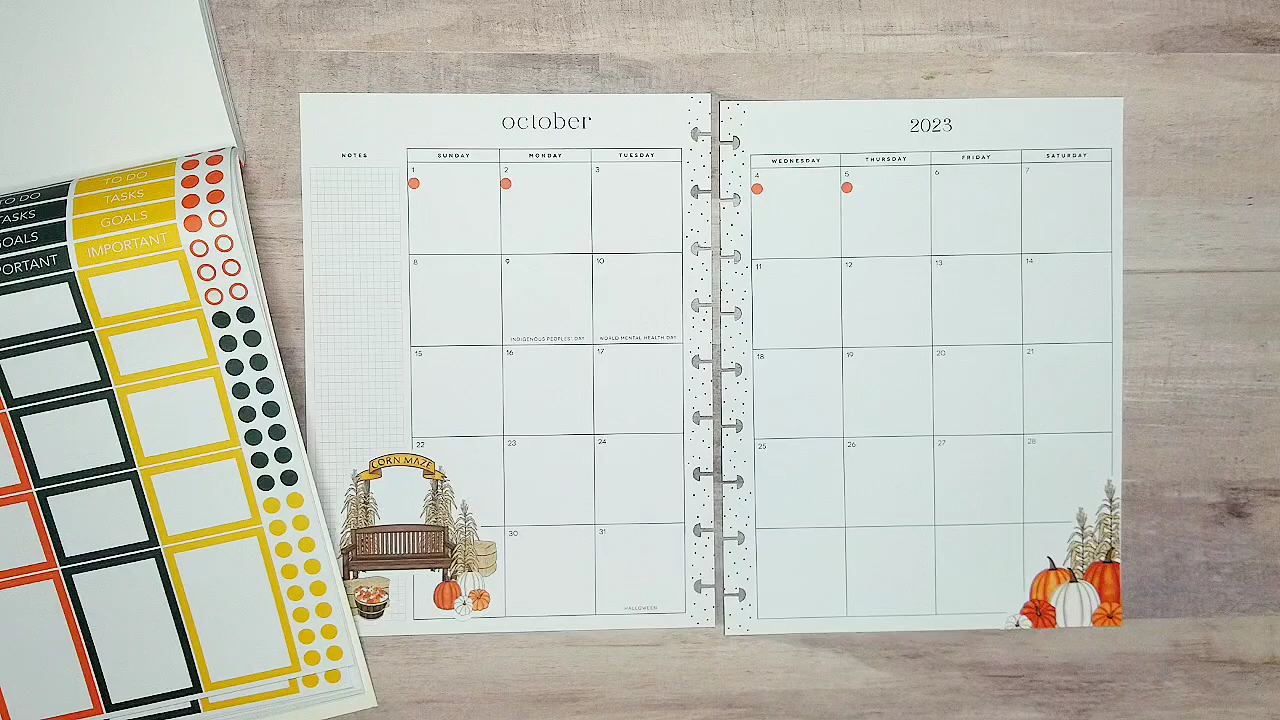 TO DO
TASKS
GOALS
IMPORTANT
TO DO
TASKS
GOALS
IMPORTANT
october
NOTES
SUNDAY MONDAY TUESDAY
1 2 3
8 9 10
INDIGENOUS PEOPLES' DAY WORLD MENTAL HEALTH DAY
15 16 17
22 23 24
CORN MAZE
30 31
HALLOWEEN
2023
WEDNESDAY THURSDAY FRIDAY SATURDAY
4 5 6 7
11 12 13 14
18 19 20 21
25 26 27 28